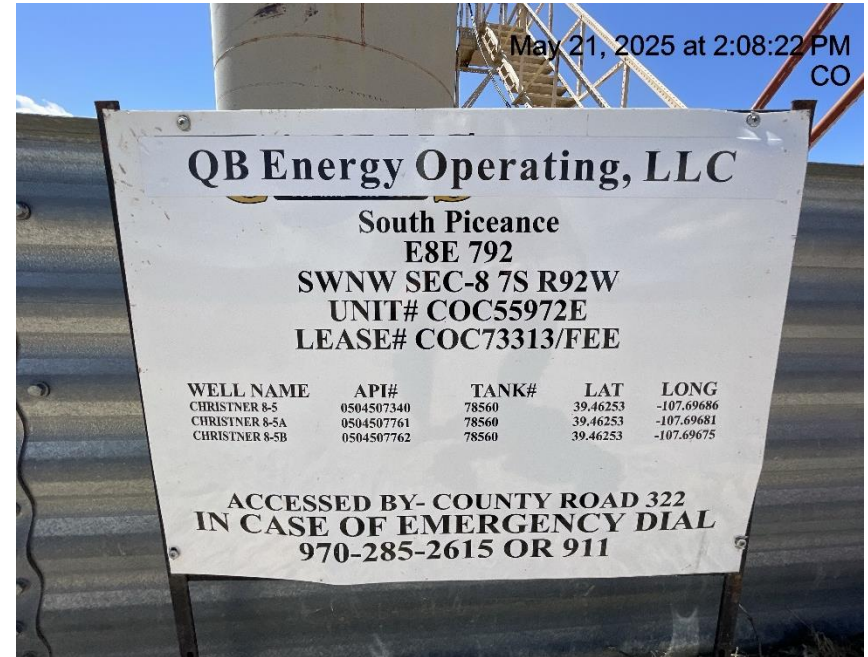 May 21, 2025 at 2:08:22 PM
CO
QB Energy Operating, LLC
South Piceance
E8E 792
SWNW SEC-8 7S R92W
UNIT# COC55972E
LEASE# COC73313/FEE
WELL NAME API# TANK# LAT LONG
CHRISTNER 8-5 0504507340 78560 39.46253 -107.69686
CHRISTNER 8-5A 0504507761 78560 39.46253 -107.69681
CHRISTNER 8-5B 0504507762 78560 39.46253 -107.69675
ACCESSED BY- COUNTY ROAD 322
IN CASE OF EMERGENCY DIAL
970-285-2615 OR 911